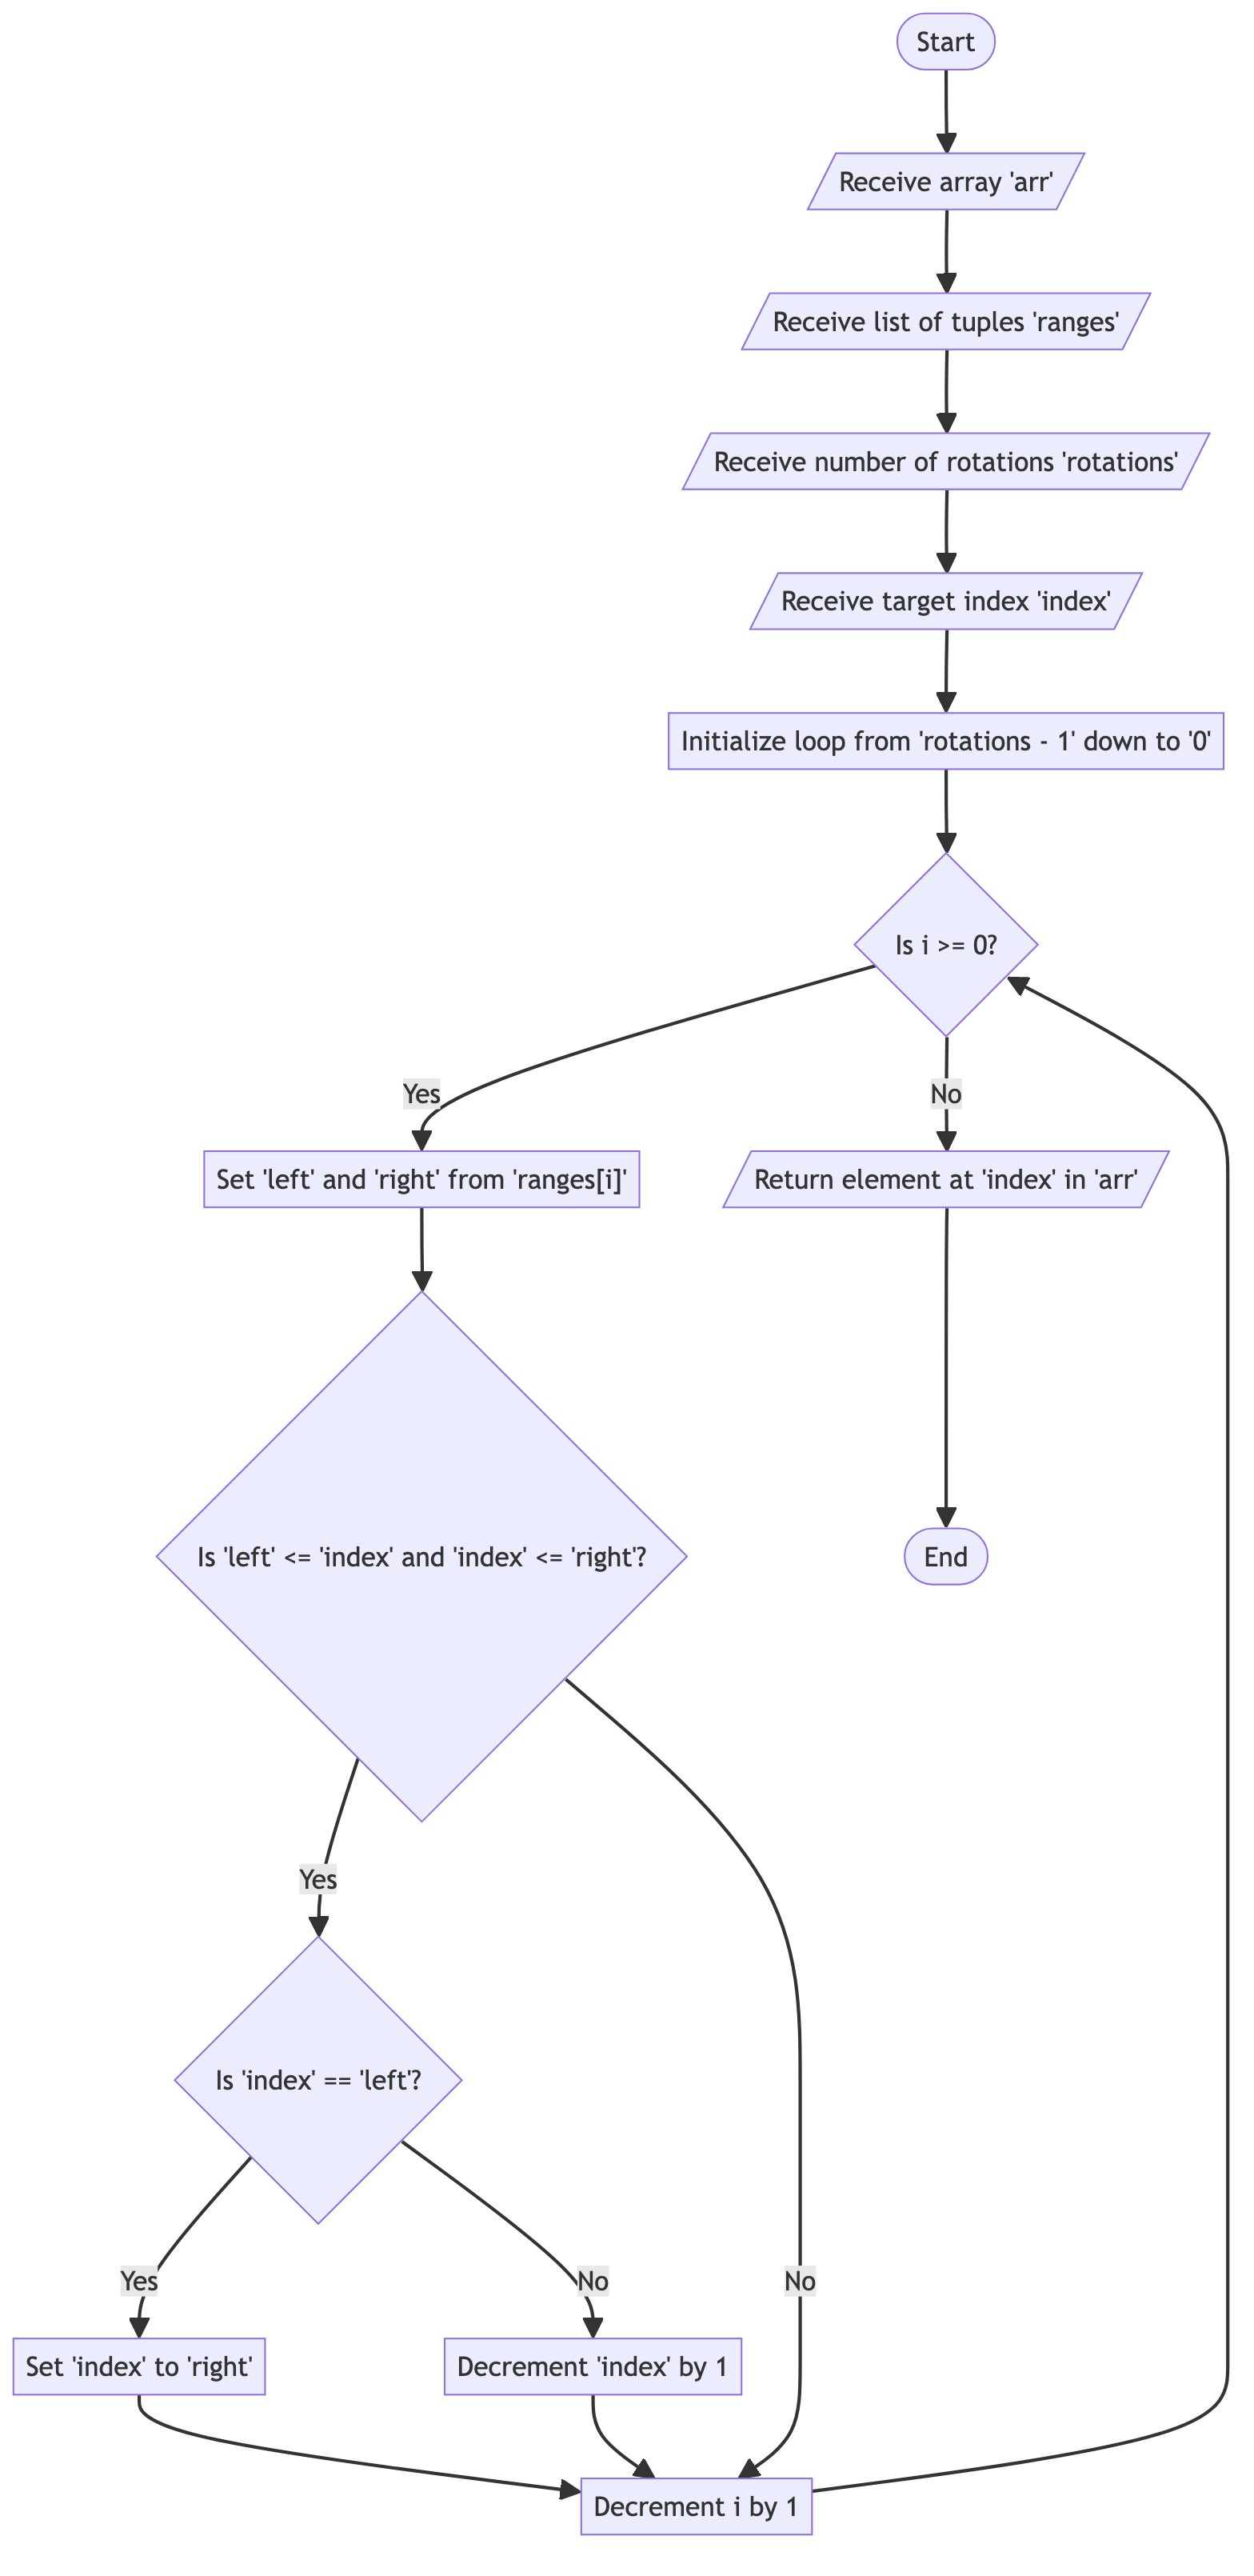 Start
Receive array 'arr'
Receive list of tuples 'ranges'
Receive number of rotations 'rotations'
Receive target index 'index'
Initialize loop from 'rotations - 1' down to '0'
Is i >= 0?
Yes
No
Set 'left' and 'right' from 'ranges[i]'
Return element at 'index' in 'arr'
Is 'left' <= 'index' and 'index' <= 'right'?
End
Yes
Is 'index' == 'left'?
Yes
No
No
Set 'index' to 'right'
Decrement 'index' by 1
Decrement i by 1